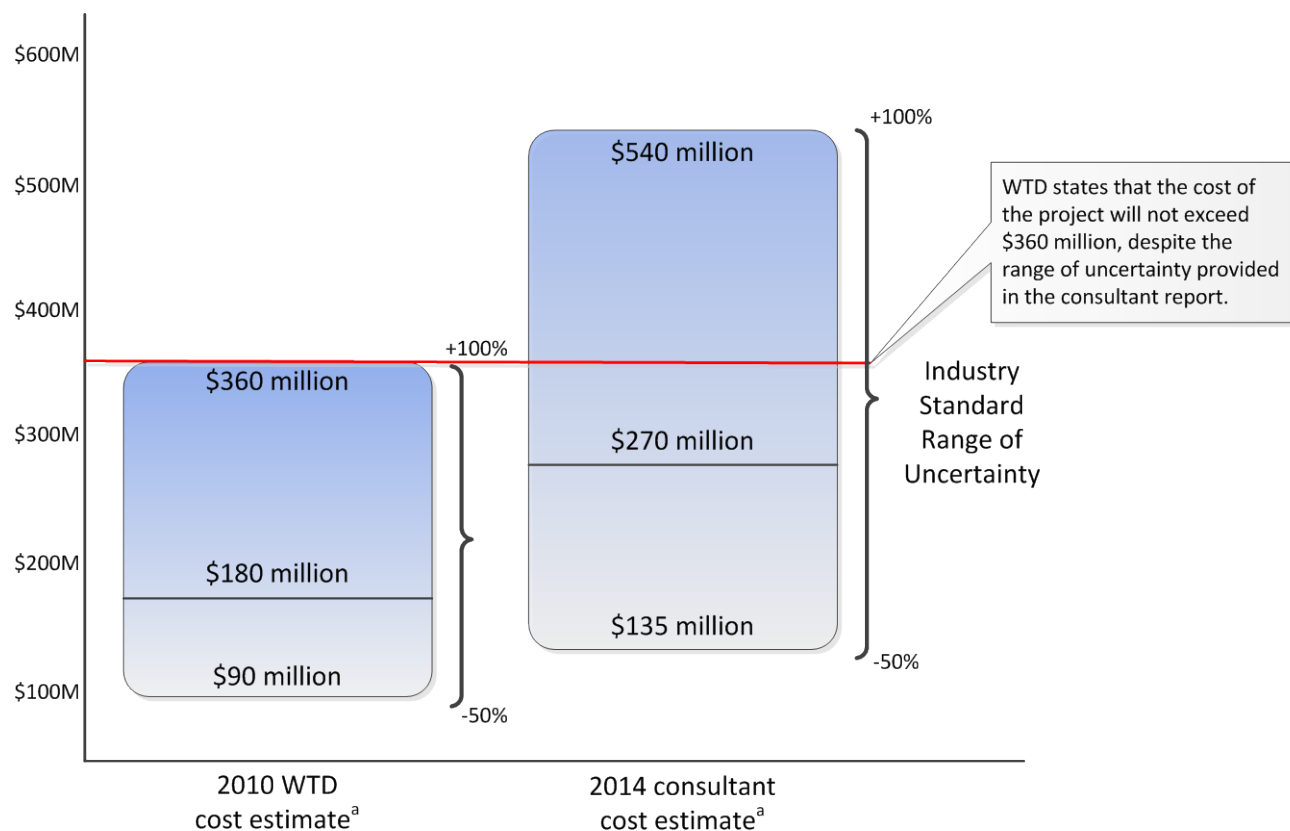 $600M
$500M
$400M
$300M
$200M
$100M
+100%
$360 million
$180 million
$90 million
-50%
+100%
$540 million
$270 million
$135 million
-50%
WTD states that the cost of
the project will not exceed
$360 million, despite the
range of uncertainty provided
in the consultant report.
Industry
Standard
Range of
Uncertainty
2010 WTD
cost estimateᵃ
2014 consultant
cost estimateᵃ